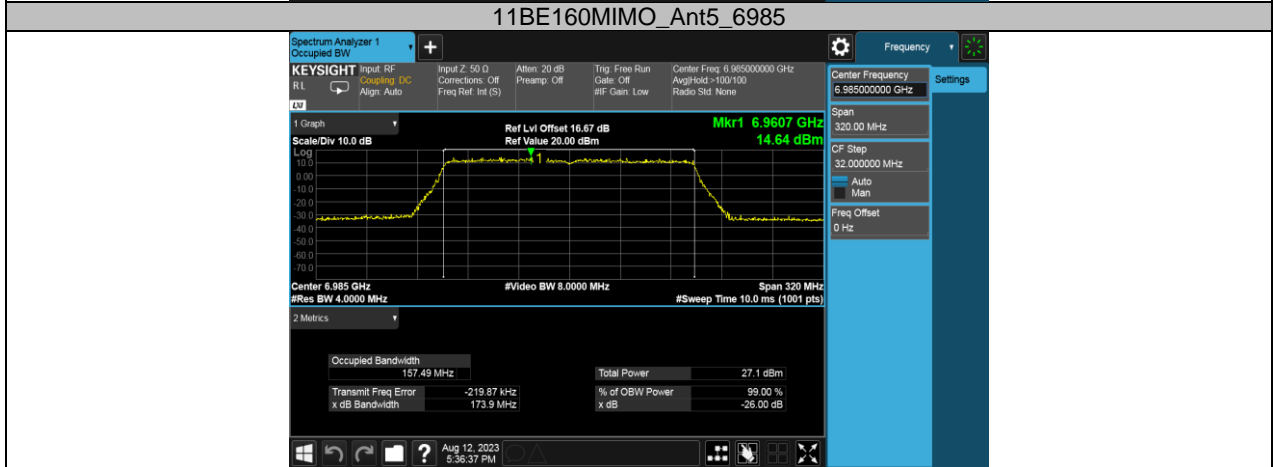 11BE160MIMO_Ant5_6985
Spectrum Analyzer 1
Occupied BW
+
Frequency
KEYSIGHT
RL
LXI
Input: RF
Coupling: DC
Align: Auto
Input Z: 50 Ω
Corrections: Off
Freq Ref: Int (S)
Atten: 20 dB
Preamp: Off
Trig: Free Run
Gate: Off
#IF Gain: Low
Center Freq: 6.985000000 GHz
Avg|Hold:>100/100
Radio Std: None
1 Graph
Scale/Div 10.0 dB
Ref Lvl Offset 16.67 dB
Ref Value 20.00 dBm
Mkr1 6.9607 GHz
14.64 dBm
Log
10.0
0.00
-10.0
-20.0
-30.0
-40.0
-50.0
-60.0
-70.0
1
Center 6.985 GHz
#Res BW 4.0000 MHz
#Video BW 8.0000 MHz
Span 320 MHz
#Sweep Time 10.0 ms (1001 pts)
2 Metrics
Occupied Bandwidth
157.49 MHz
Transmit Freq Error -219.87 kHz
x dB Bandwidth 173.9 MHz
Total Power 27.1 dBm
% of OBW Power 99.00 %
x dB -26.00 dB
Center Frequency
6.985000000 GHz
Settings
Span
320.00 MHz
CF Step
32.000000 MHz
Auto
Man
Freq Offset
0 Hz
?
Aug 12, 2023
5:36:37 PM